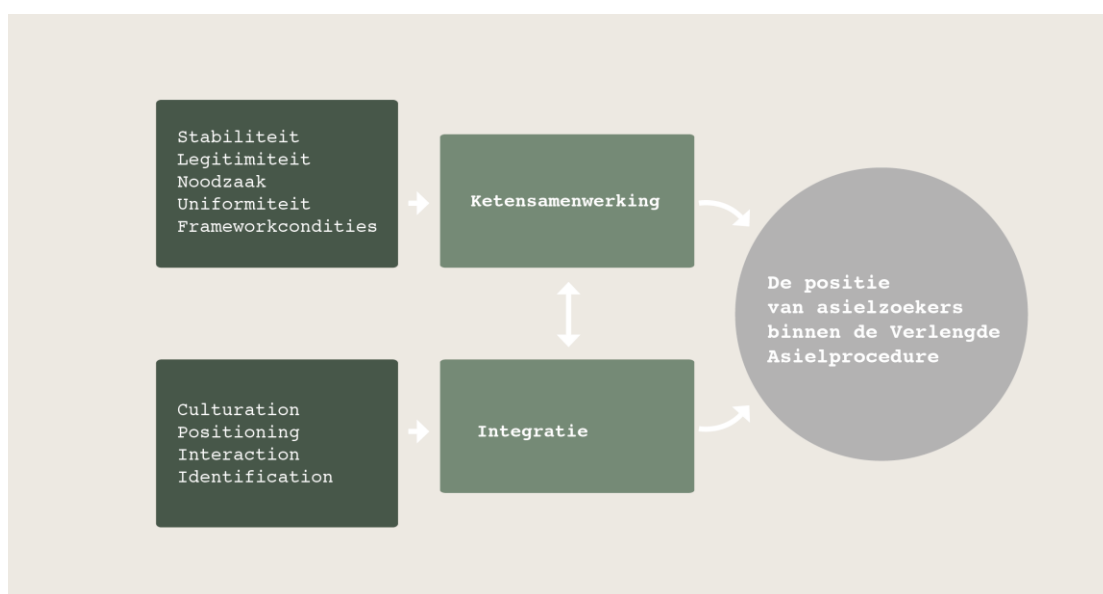 Stabiliteit
Legitimiteit
Noodzaak
Uniformiteit
Frameworkcondities
Ketensamenwerking
De positie
van asielzoekers
binnen de Verlengde
Asielprocedure
Culturation
Positioning
Interaction
Identification
Integratie